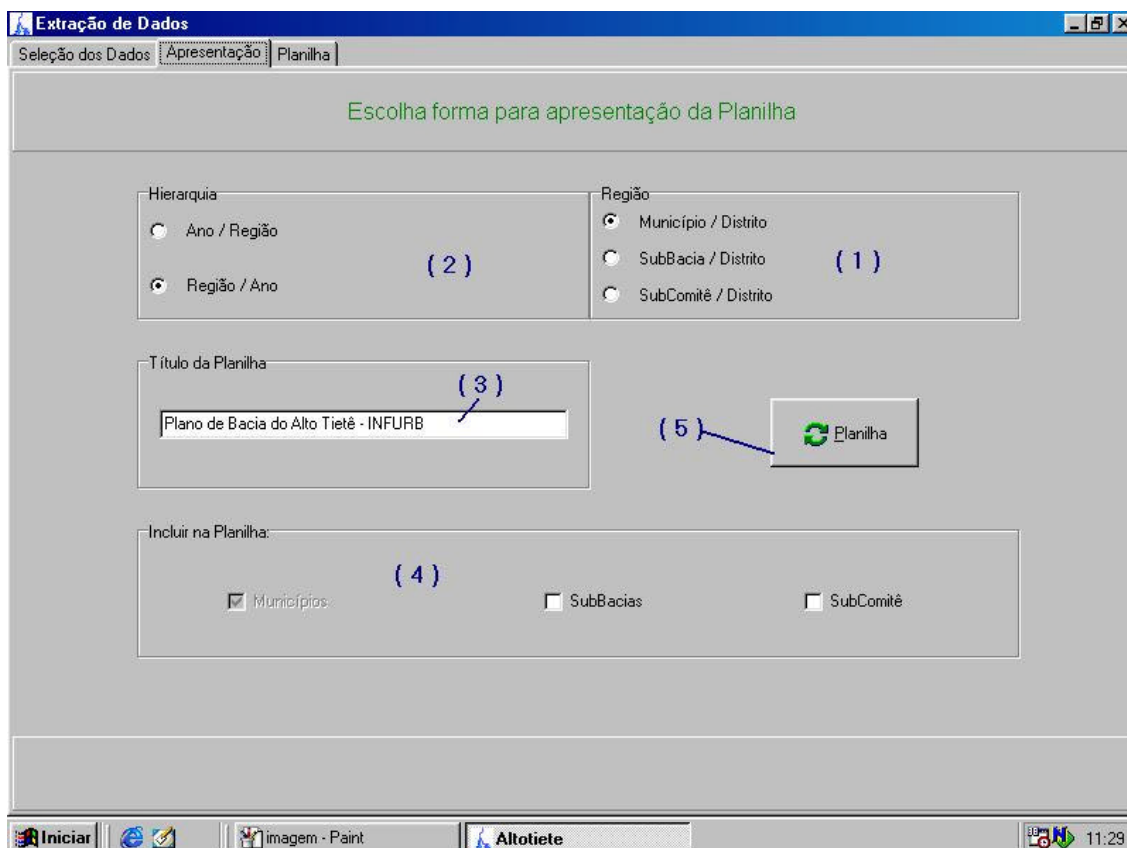 Extração de Dados
Seleção dos Dados Apresentação Planilha
Escolha forma para apresentação da Planilha
Hierarquia
Ano / Região
( 2 )
Região / Ano
Região
Município / Distrito
SubBacia / Distrito
( 1 )
SubComitê / Distrito
Título da Planilha
( 3 )
Plano de Bacia do Alto Tietê - INFURB
( 5 )
Planilha
Incluir na Planilha:
( 4 )
Municípios SubBacias SubComitê
Iniciar imagem - Paint Altotiete 11:29